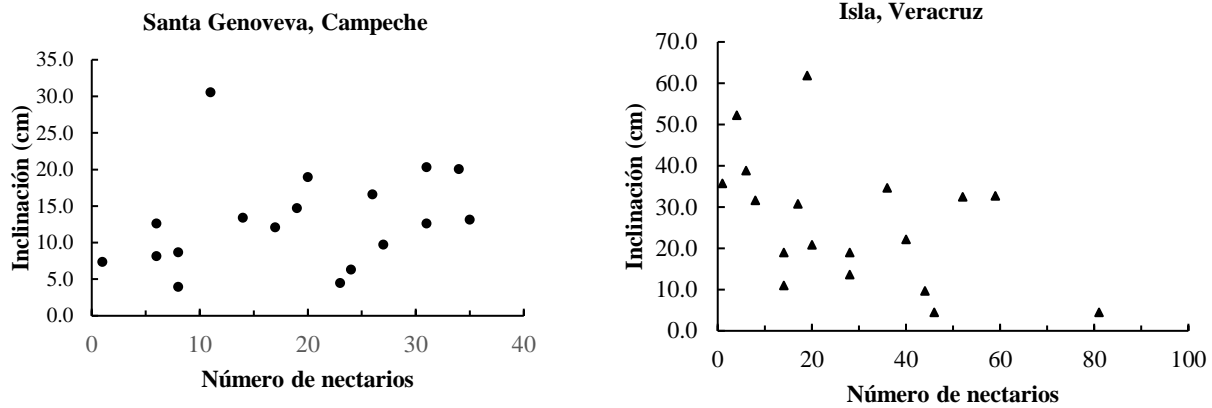 Santa Genoveva, Campeche
Inclinación (cm)
35.0
30.0
25.0
20.0
15.0
10.0
5.0
0.0
0 10 20 30 40
Número de nectarios
Isla, Veracruz
Inclinación (cm)
70.0
60.0
50.0
40.0
30.0
20.0
10.0
0.0
0 20 40 60 80 100
Número de nectarios